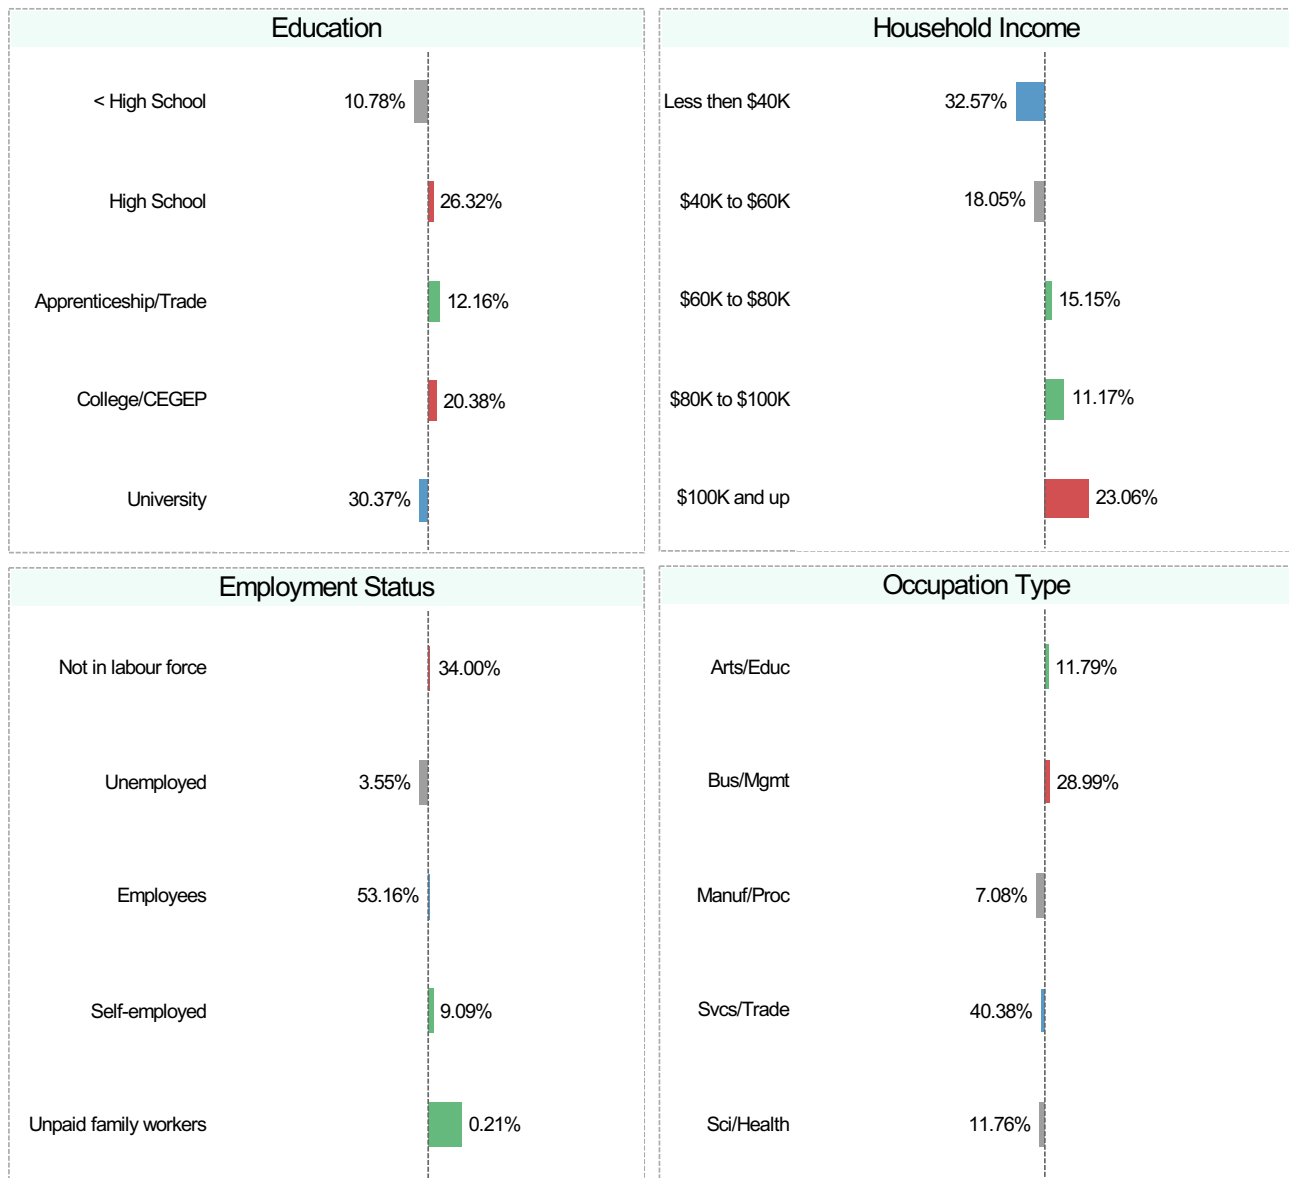 Education
< High School 10.78%
High School 26.32%
Apprenticeship/Trade 12.16%
College/CEGEP 20.38%
University 30.37%
Household Income
Less then $40K 32.57%
$40K to $60K 18.05%
$60K to $80K 15.15%
$80K to $100K 11.17%
$100K and up 23.06%
Employment Status
Not in labour force 34.00%
Unemployed 3.55%
Employees 53.16%
Self-employed 9.09%
Unpaid family workers 0.21%
Occupation Type
Arts/Educ 11.79%
Bus/Mgmt 28.99%
Manuf/Proc 7.08%
Svcs/Trade 40.38%
Sci/Health 11.76%